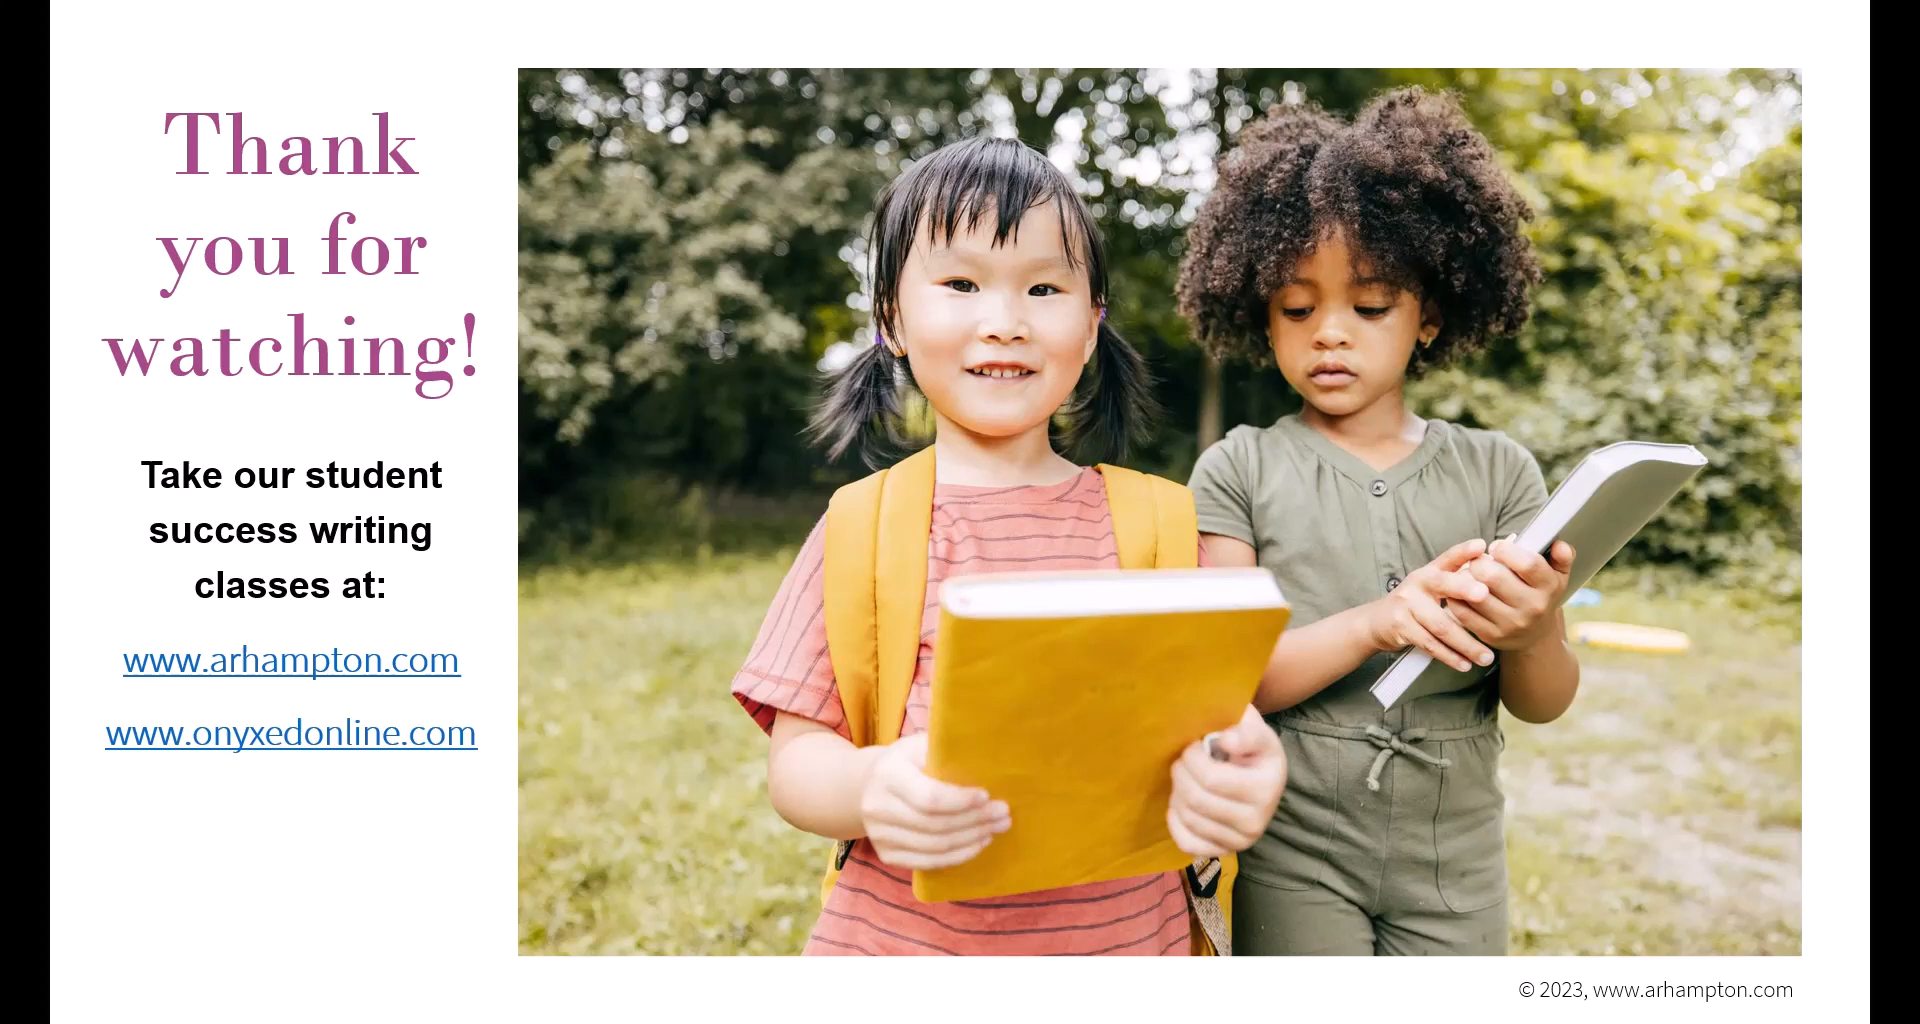 Thank
you for
watching!
Take our student
success writing
classes at:
www.arhampton.com
www.onyxedonline.com
© 2023, www.arhampton.com